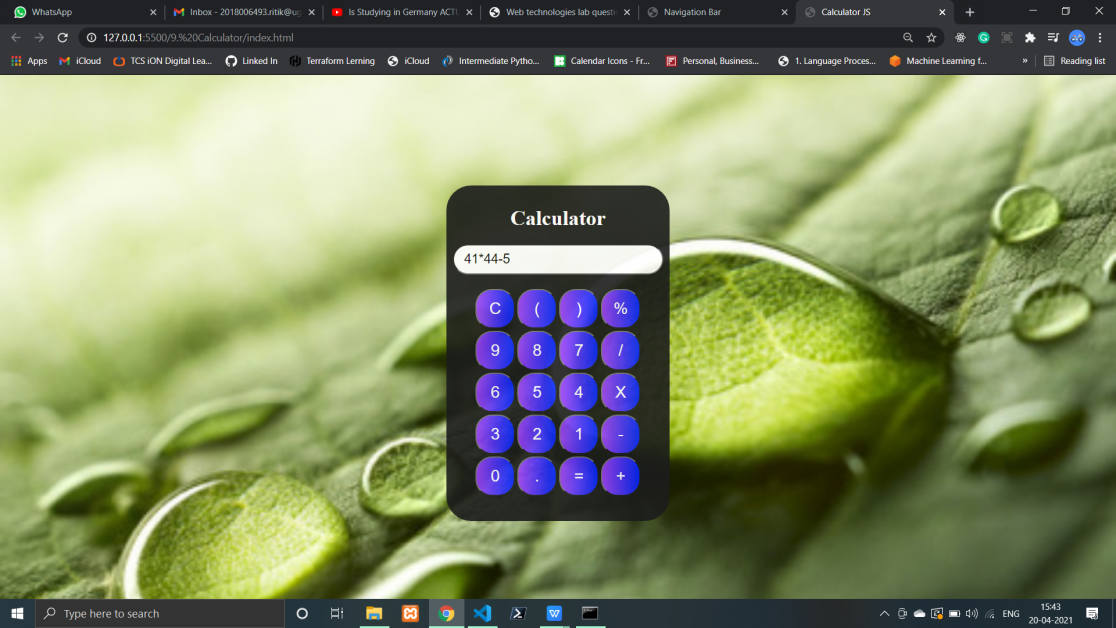 WhatsApp
Inbox - 2018006493.ritik@ug
Is Studying in Germany ACTU
Web technologies lab questi
Navigation Bar
Calculator JS
127.0.0.1:5500/9.%20Calculator/index.html
Apps
iCloud
TCS iON Digital Lea...
Linked In
Terraform Lerning
iCloud
Intermediate Pytho...
Calendar Icons - Fr...
Personal, Business...
1. Language Proces...
Machine Learning f...
»
Reading list
Calculator
41*44-5
C ( ) %
9 8 7 /
6 5 4 X
3 2 1 -
0 . = +
Type here to search
ENG
15:43
20-04-2021